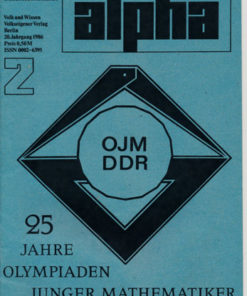 alpha
Volk und Wissen
Volkseigener Verlag
Berlin
20. Jahrgang 1986
Preis 0,50 M
ISSN 0002-6395
2
OJM
DDR
25
JAHRE
OLYMPIADEN
JUNGER MATHEMATIKER